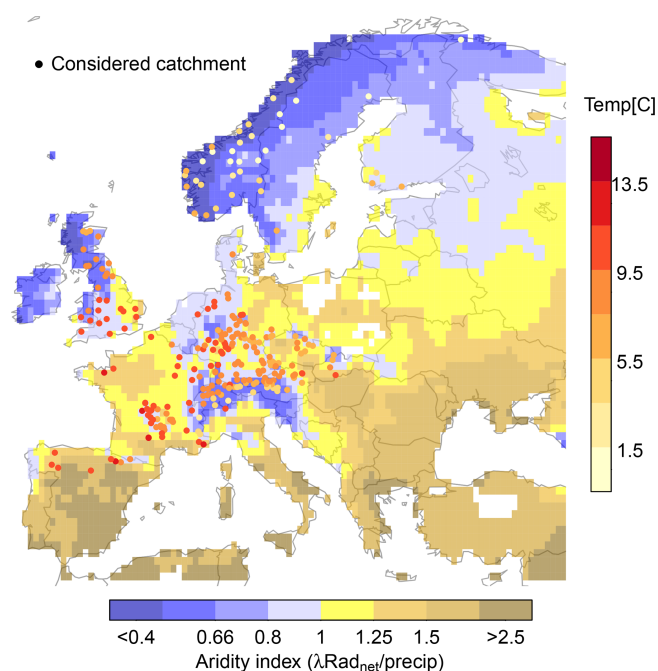 Considered catchment
Temp[C]
13.5
9.5
5.5
1.5
<0.4 0.66 0.8 1 1.25 1.5 >2.5
Aridity index (λRadnet/precip)